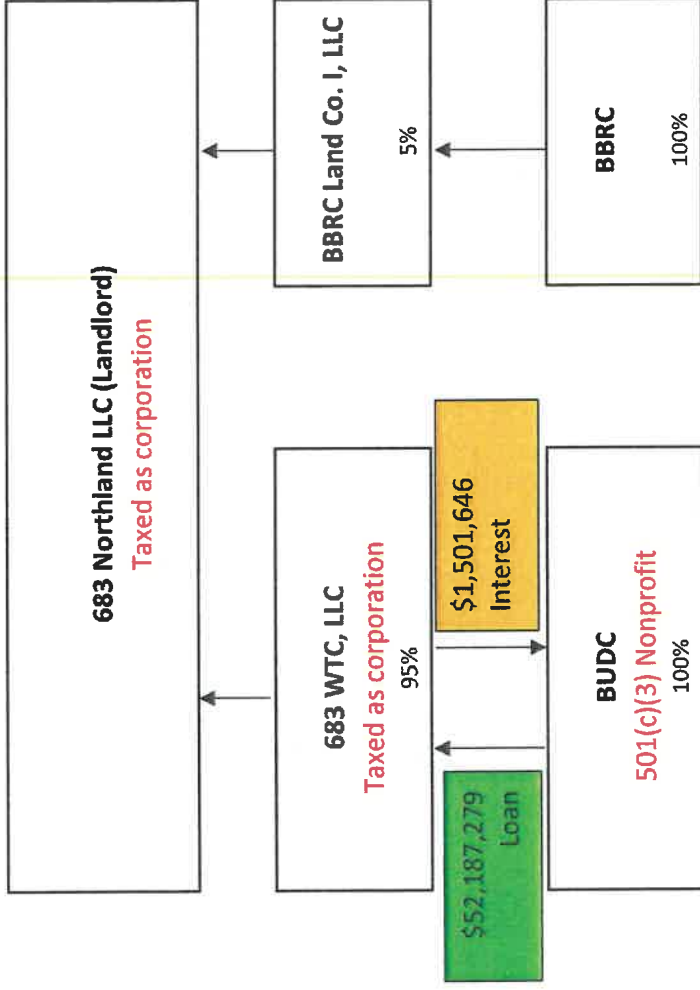 683 Northland LLC (Landlord)
Taxed as corporation
683 WTC, LLC
Taxed as corporation
95%
BBRC Land Co. I, LLC
5%
$52,187,279
Loan
$1,501,646
Interest
BUDC
501(c)(3) Nonprofit
100%
BBRC
100%